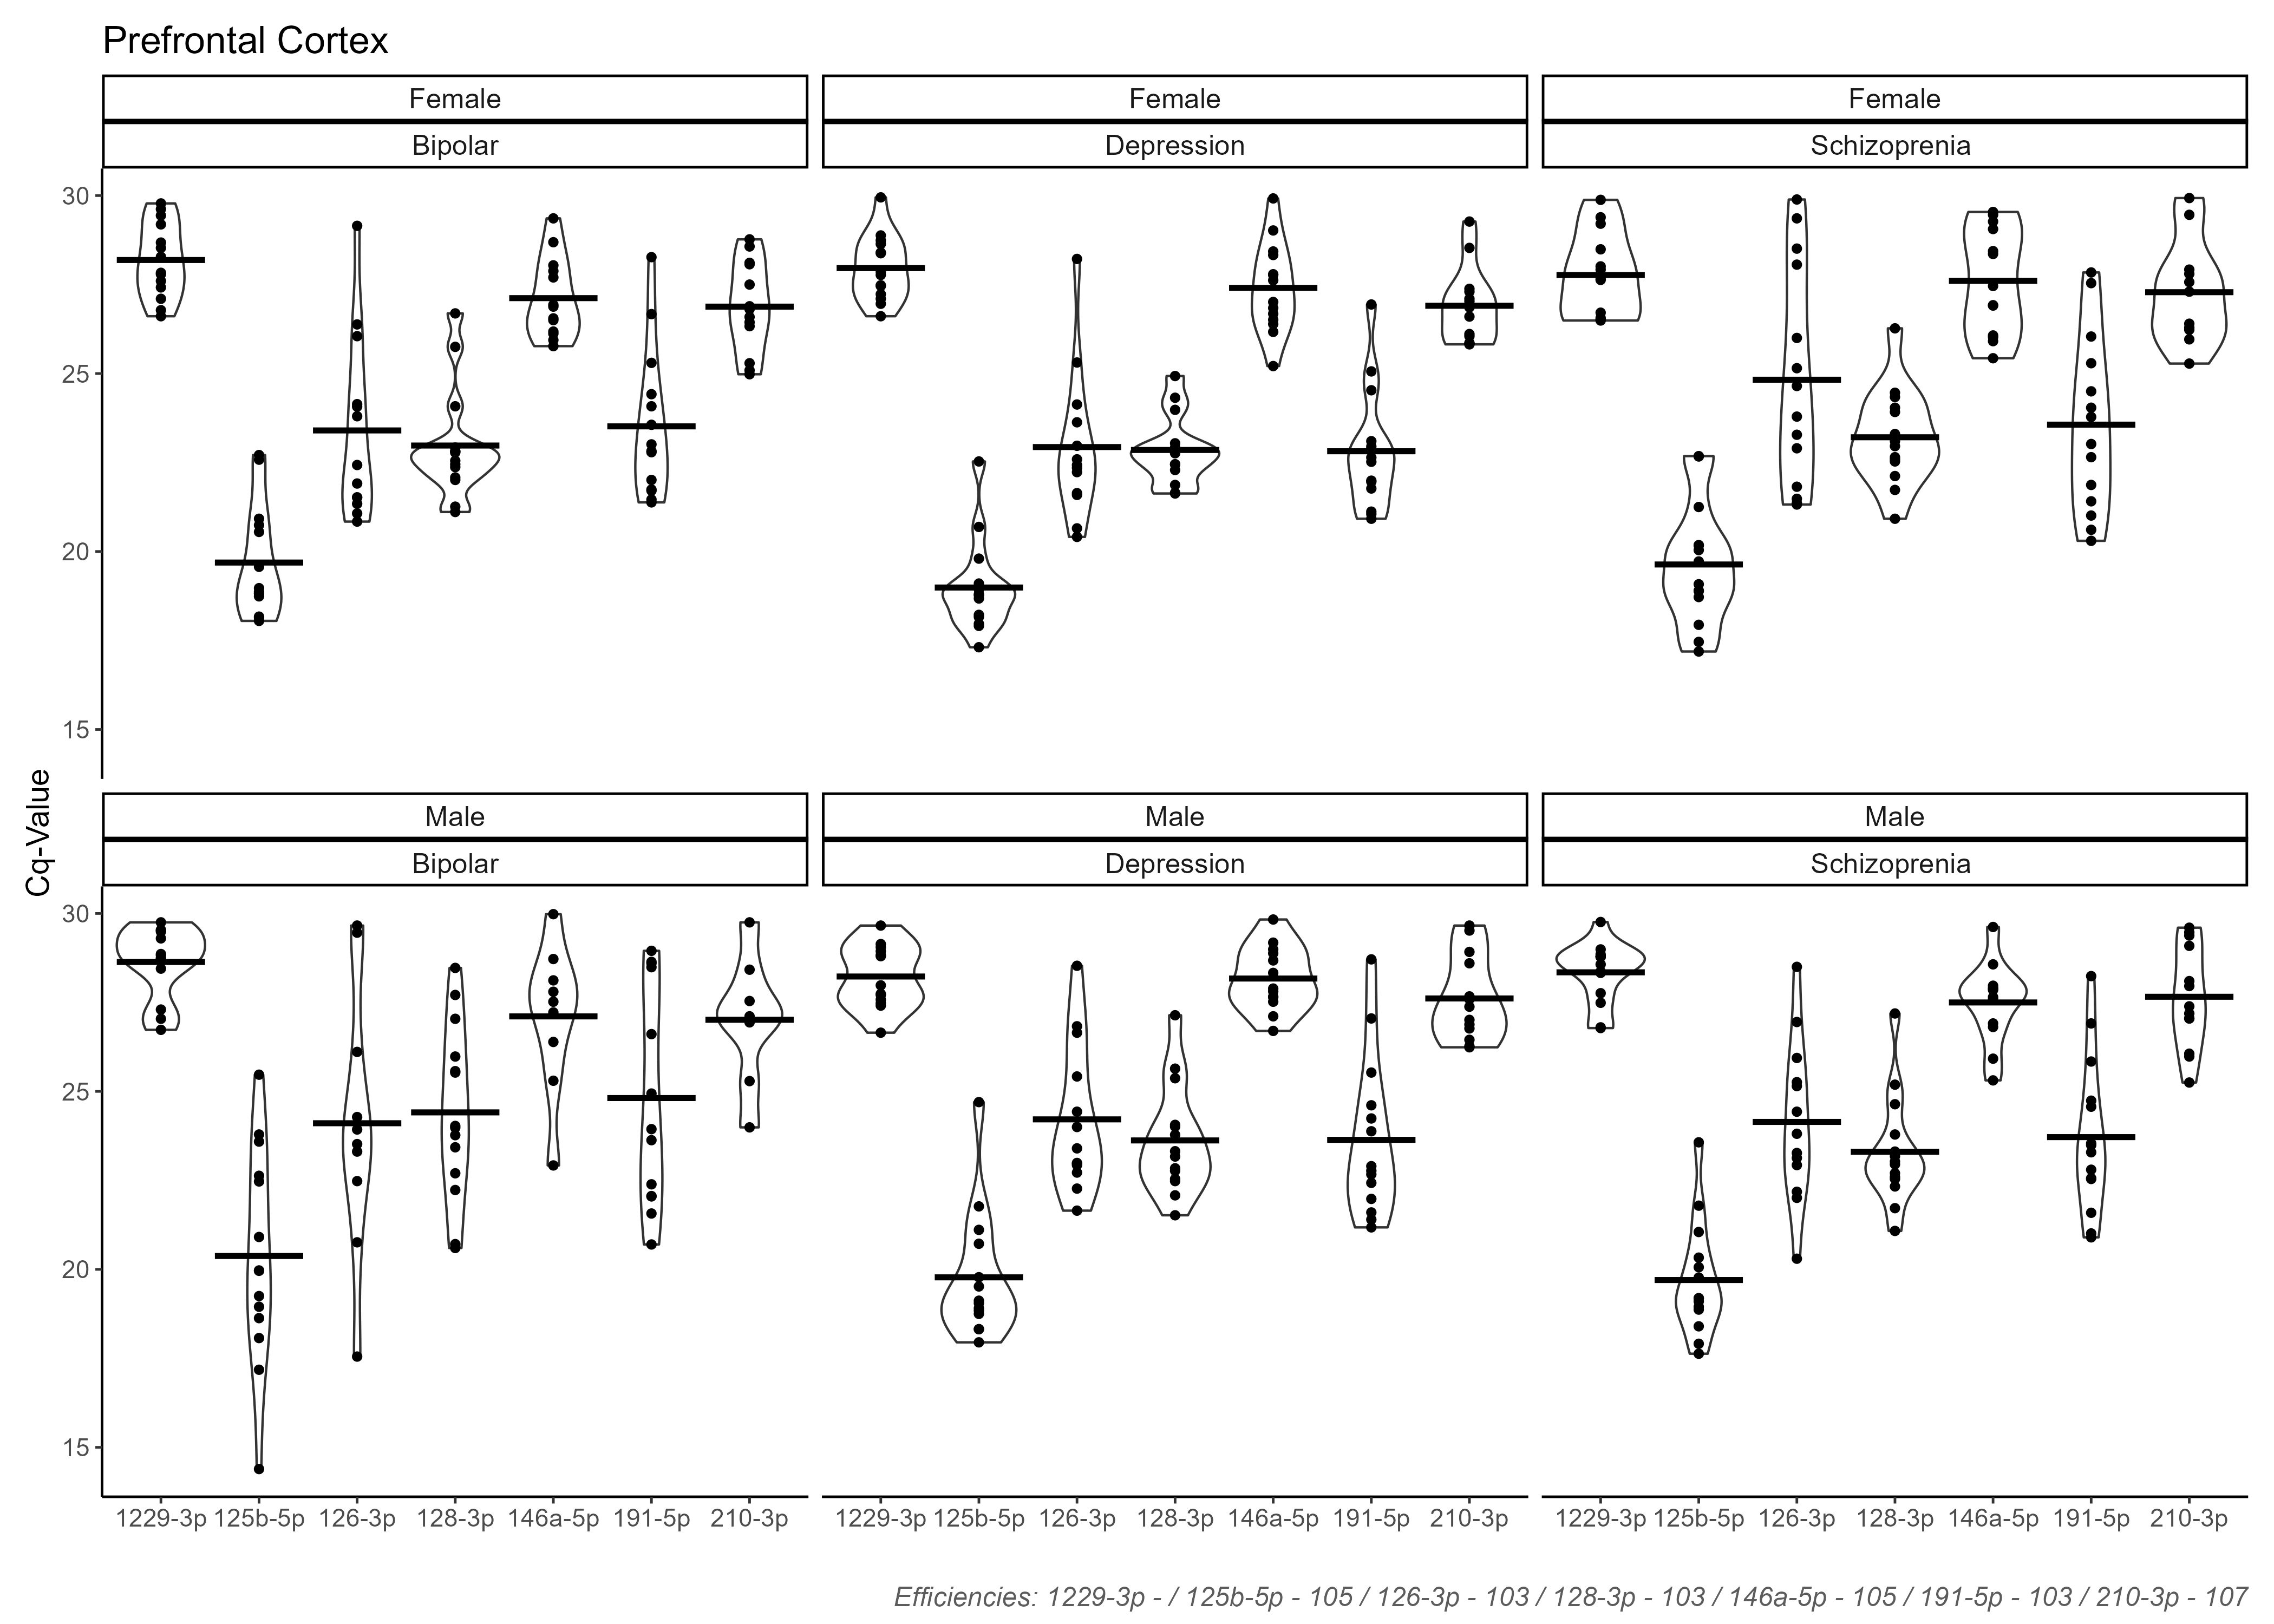 Prefrontal Cortex
Female Female Female
Bipolar Depression Schizoprenia
30
25
20
15
Cq-Value
Male Male Male
Bipolar Depression Schizoprenia
30
25
20
15
1229-3p 125b-5p 126-3p 128-3p 146a-5p 191-5p 210-3p 1229-3p 125b-5p 126-3p 128-3p 146a-5p 191-5p 210-3p 1229-3p 125b-5p 126-3p 128-3p 146a-5p 191-5p 210-3p
Efficiencies: 1229-3p - / 125b-5p - 105 / 126-3p - 103 / 128-3p - 103 / 146a-5p - 105 / 191-5p - 103 / 210-3p - 107